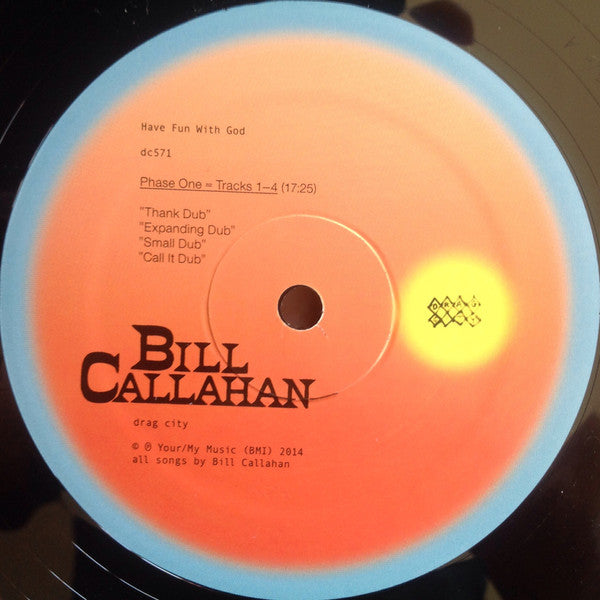 Have Fun With God
dc571
Phase One ≈ Tracks 1–4 (17:25)
"Thank Dub"
"Expanding Dub"
"Small Dub"
"Call It Dub"
BILL
CALLAHAN
drag city
© ℗ Your/My Music (BMI) 2014
all songs by Bill Callahan